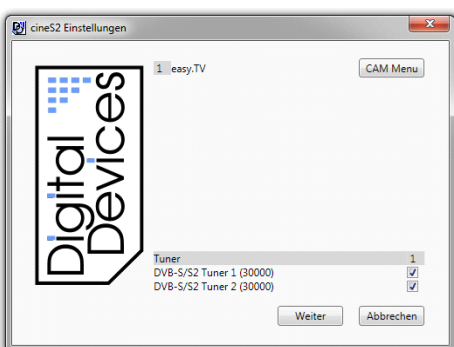 cineS2 Einstellungen
1 easy.TV
CAM Menu
Digital
Devices
Tuner 1
DVB-S/S2 Tuner 1 (30000)
DVB-S/S2 Tuner 2 (30000)
Weiter
Abbrechen